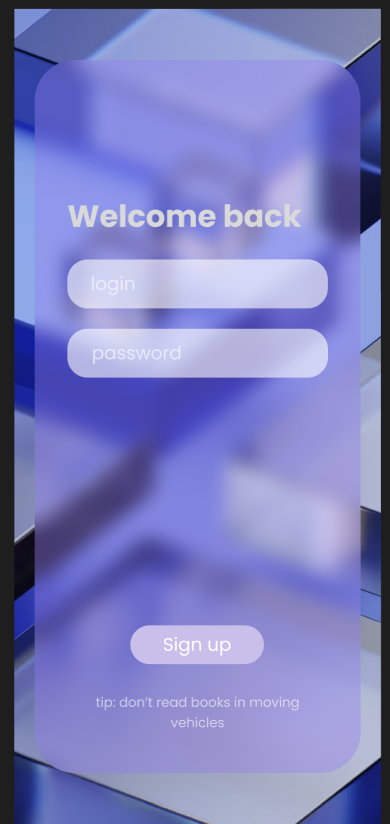 Welcome back
login
password
Sign up
tip: don't read books in moving
vehicles